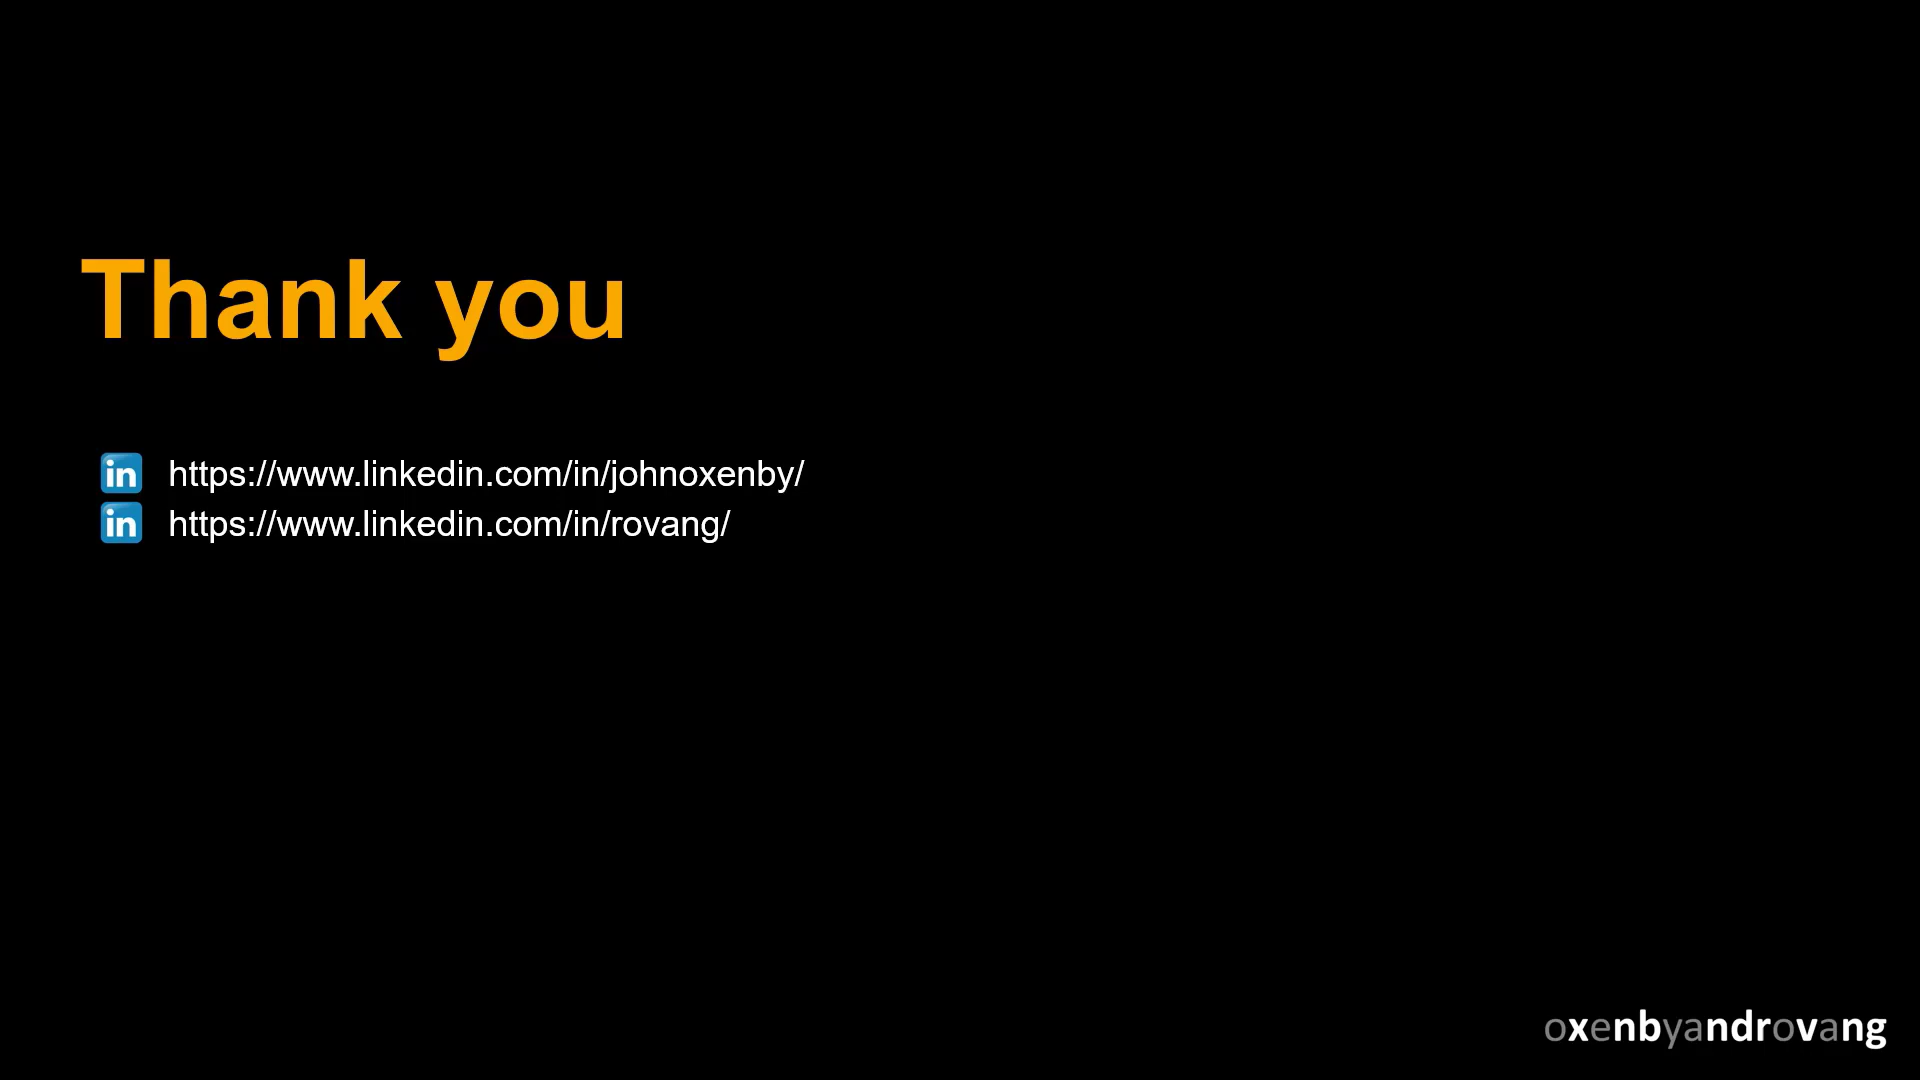 Thank you
in https://www.linkedin.com/in/johnoxenby/
in https://www.linkedin.com/in/rovang/
oxenbyandrovang